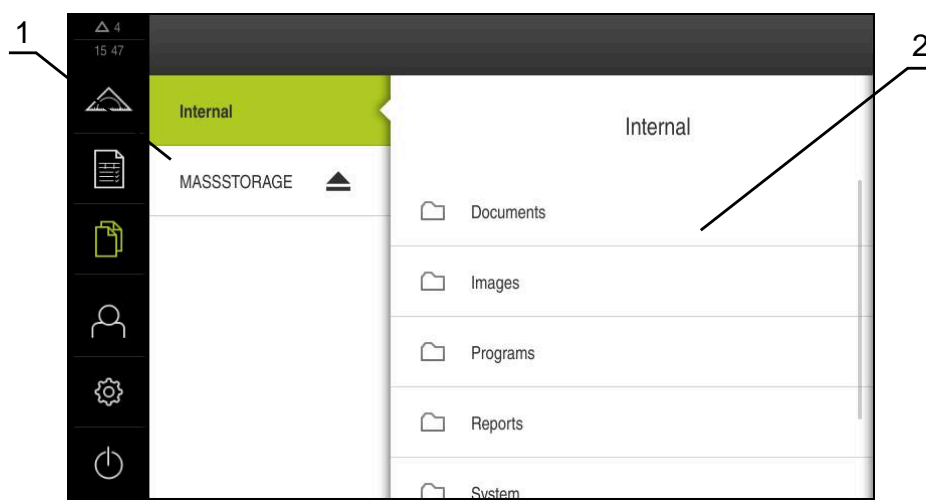 1
2
4
15 47
Internal
MASSSTORAGE
Internal
Documents
Images
Programs
Reports
System